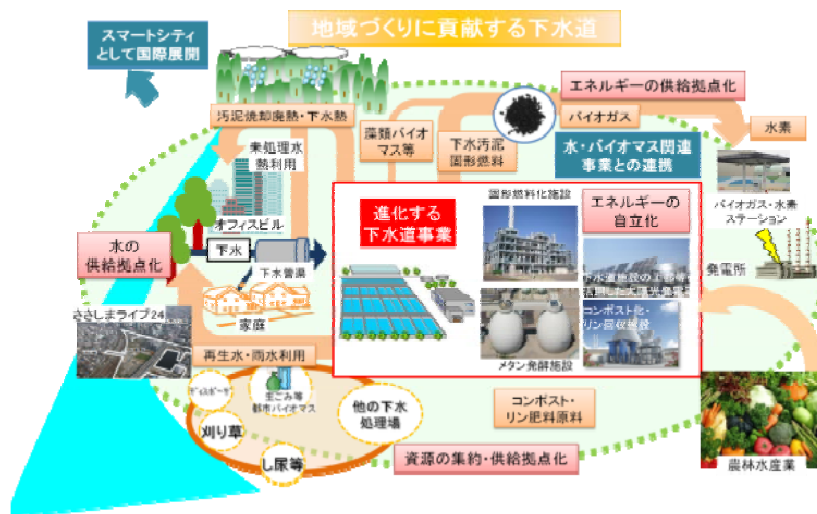 地域づくりに貢献する下水道
スマートシティ
として国際展開
エネルギーの供給拠点化
汚泥・焼却廃熱・下水熱
藻類バイオ
マス等
下水汚泥
固形燃料
バイオガス
水素
水・バイオマス関連
事業との連携
未処理水
熱利用
オフィスビル
進化する
下水道事業
固形燃料化施設
エネルギーの
自立化
バイオガス・水素
ステーション
水の
供給拠点化
下水
下水管渠
発電所
家庭
ささしまライブ24
コンポスト化・
リン回収施設
メタン発酵施設
再生水・雨水利用
ディスポーザ
生ごみ等
都市バイオマス
他の下水
処理場
刈り草
し尿等
コンポスト・
リン肥料原料
資源の集約・供給拠点化
農林水産業